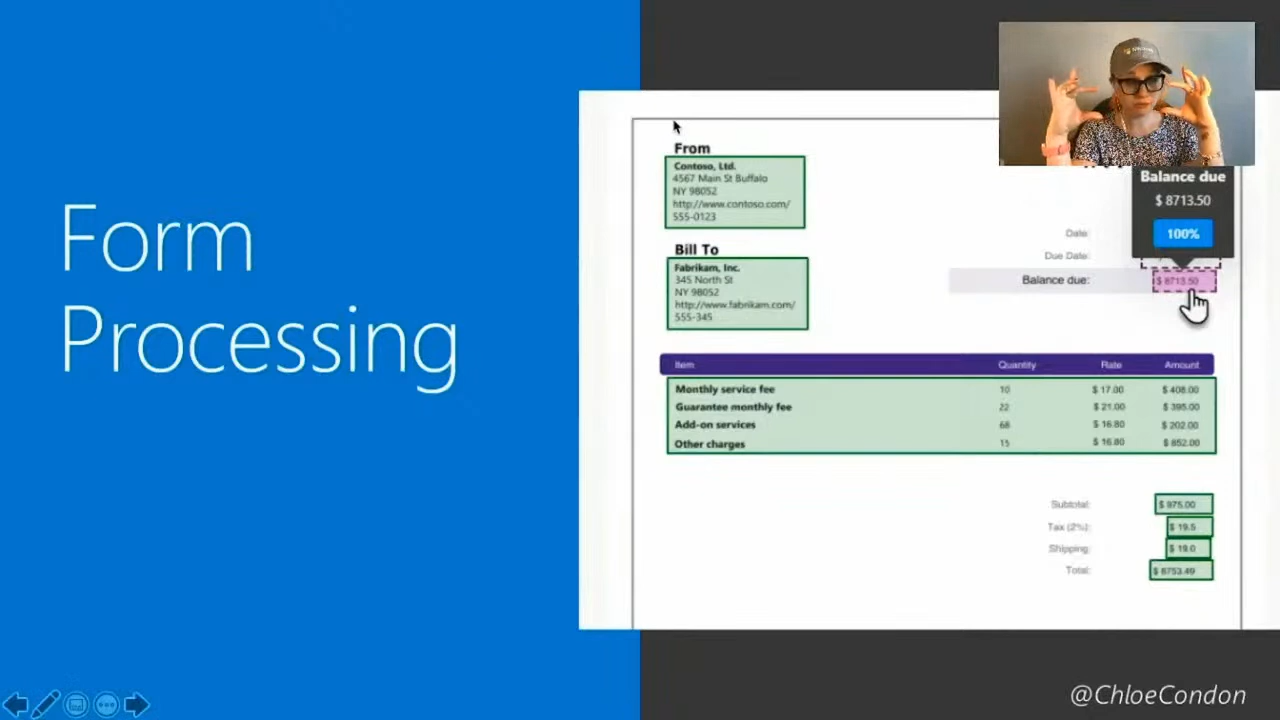 Form
Processing
From
Contoso, Ltd.
4567 Main St Buffalo
NY 98052
http://www.contoso.com/
555-0123
Bill To
Fabrikam, Inc.
345 North St
NY 98052
http://www.fabrikam.com/
555-345
Balance due
$ 8713.50
100%
Date:
Due Date:
Balance due: $ 8713.50
Item Quantity Rate Amount
Monthly service fee 10 $ 17.00 $ 408.00
Guarantee monthly fee 22 $ 21.00 $ 395.00
Add-on services 68 $ 16.80 $ 202.00
Other charges 15 $ 16.80 $ 852.00
Subtotal: $ 975.00
Tax (2%): $ 19.5
Shipping: $ 19.0
Total: $ 8753.49
@ChloeCondon